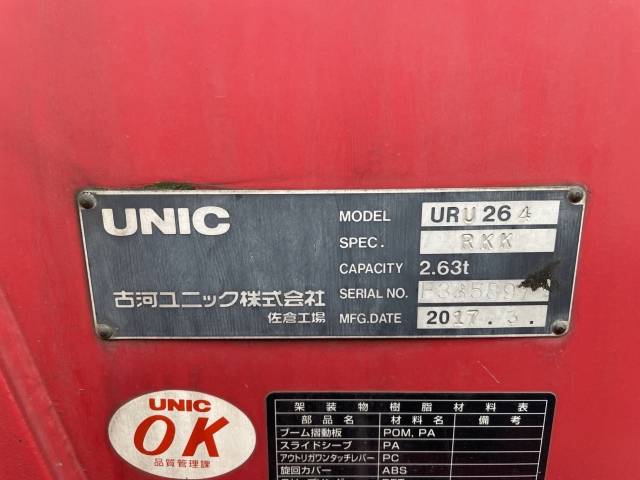 UNIC
MODEL URU264
SPEC. RKK
CAPACITY 2.63t
SERIAL NO.
MFG.DATE 2017.3.
古河ユニック株式会社
佐倉工場
UNIC
OK
品質管理課
架装物樹脂材料表
部品名 材料名 備考
ブーム摺動板 POM, PA
スライドシーブ PA
アウトリガワンタッチレバー PC
旋回カバー ABS